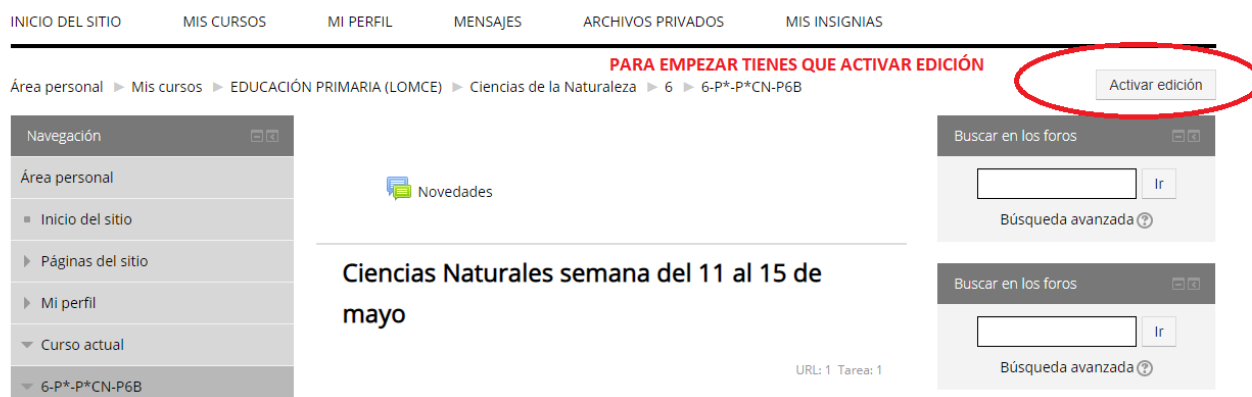 INICIO DEL SITIO MIS CURSOS MI PERFIL MENSAJES ARCHIVOS PRIVADOS MIS INSIGNIAS
PARA EMPEZAR TIENES QUE ACTIVAR EDICIÓN
Área personal Mis cursos EDUCACIÓN PRIMARIA (LOMCE) Ciencias de la Naturaleza 6 6-P*-P*CN-P6B
Activar edición
Navegación
Área personal
Inicio del sitio
Páginas del sitio
Mi perfil
Curso actual
6-P*-P*CN-P6B
Novedades
Ciencias Naturales semana del 11 al 15 de
mayo
URL: 1 Tarea: 1
Buscar en los foros
Ir
Búsqueda avanzada ?
Buscar en los foros
Ir
Búsqueda avanzada ?